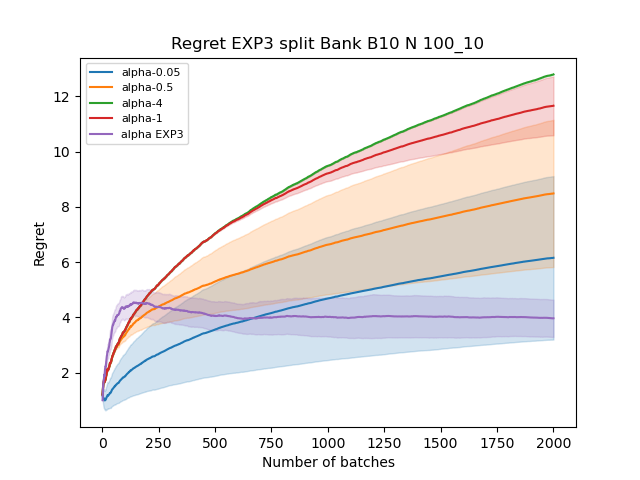 Regret EXP3 split Bank B10 N 100_10
alpha-0.05
alpha-0.5
alpha-4
alpha-1
alpha EXP3
12
10
8
6
4
2
Regret
0 250 500 750 1000 1250 1500 1750 2000
Number of batches